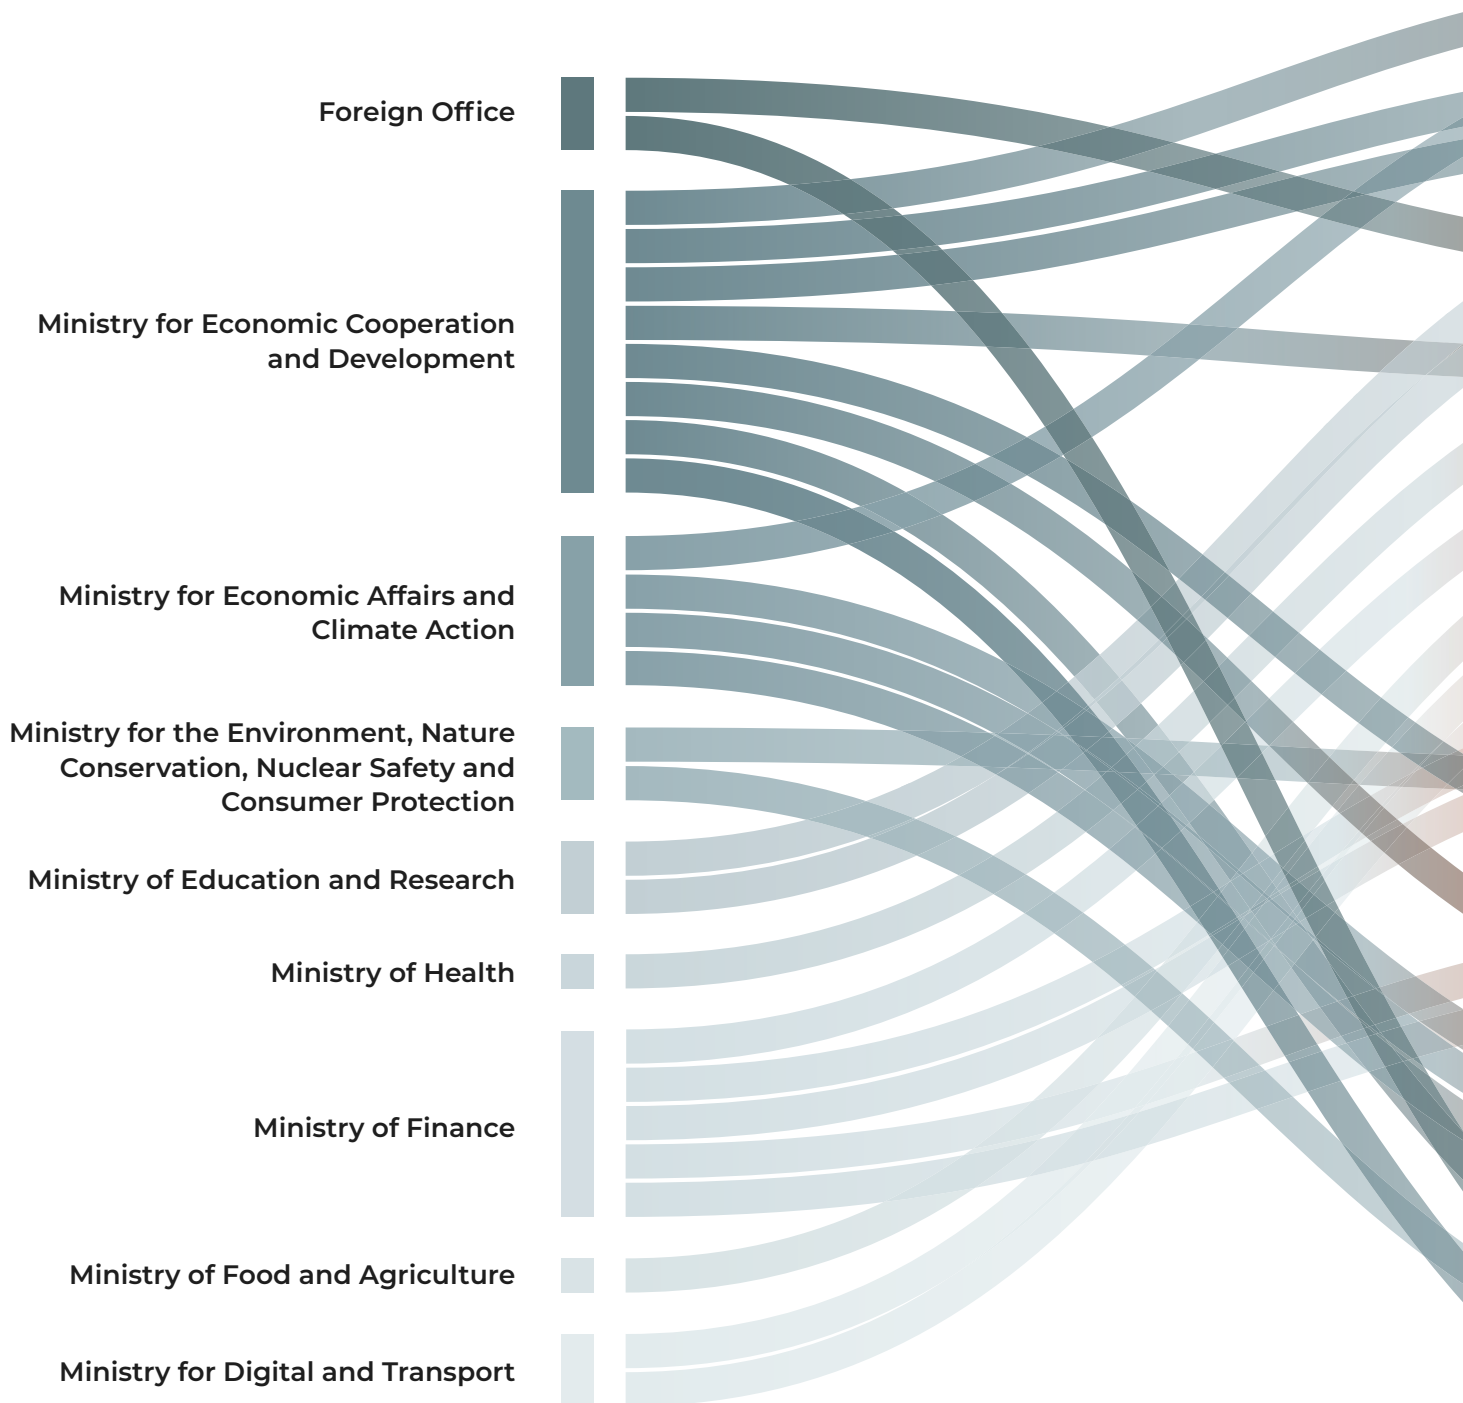 Foreign Office
Ministry for Economic Cooperation
and Development
Ministry for Economic Affairs and
Climate Action
Ministry for the Environment, Nature
Conservation, Nuclear Safety and
Consumer Protection
Ministry of Education and Research
Ministry of Health
Ministry of Finance
Ministry of Food and Agriculture
Ministry for Digital and Transport